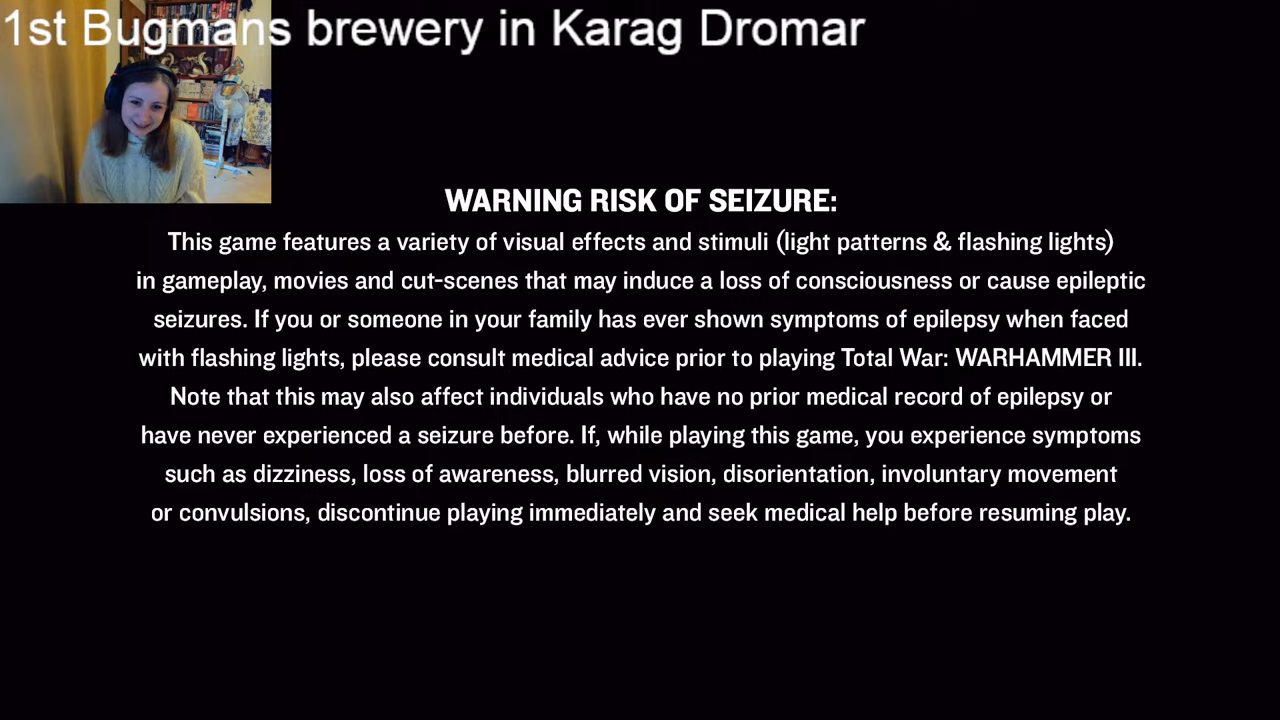 1st Bugmans brewery in Karag Dromar
WARNING RISK OF SEIZURE:
This game features a variety of visual effects and stimuli (light patterns & flashing lights)
in gameplay, movies and cut-scenes that may induce a loss of consciousness or cause epileptic
seizures. If you or someone in your family has ever shown symptoms of epilepsy when faced
with flashing lights, please consult medical advice prior to playing Total War: WARHAMMER III.
Note that this may also affect individuals who have no prior medical record of epilepsy or
have never experienced a seizure before. If, while playing this game, you experience symptoms
such as dizziness, loss of awareness, blurred vision, disorientation, involuntary movement
or convulsions, discontinue playing immediately and seek medical help before resuming play.